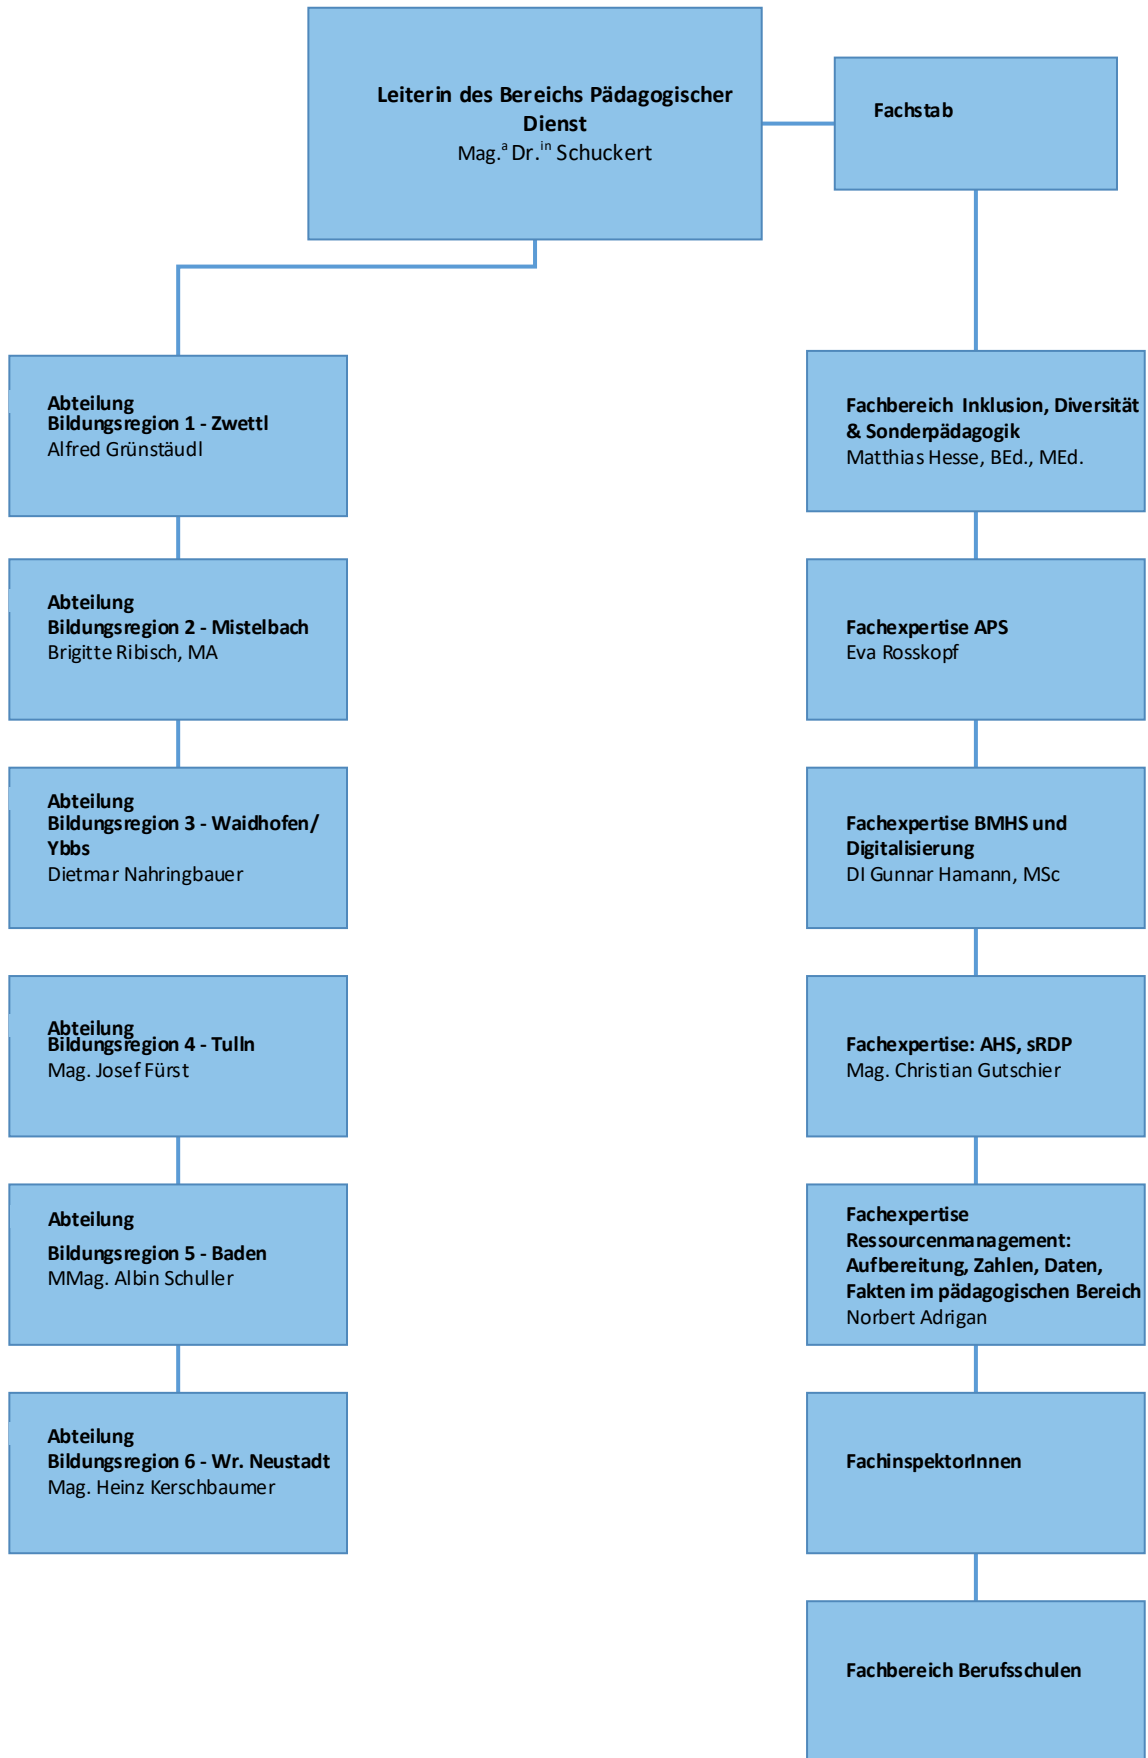 Leiterin des Bereichs Pädagogischer
Dienst
Mag.ª Dr.ⁱⁿ Schuckert
Fachstab
Abteilung
Bildungsregion 1 - Zwettl
Alfred Grünstäudl
Abteilung
Bildungsregion 2 - Mistelbach
Brigitte Ribisch, MA
Abteilung
Bildungsregion 3 - Waidhofen/
Ybbs
Dietmar Nahringbauer
Abteilung
Bildungsregion 4 - Tulln
Mag. Josef Fürst
Abteilung
Bildungsregion 5 - Baden
MMag. Albin Schuller
Abteilung
Bildungsregion 6 - Wr. Neustadt
Mag. Heinz Kerschbaumer
Fachbereich Inklusion, Diversität
& Sonderpädagogik
Matthias Hesse, BEd., MEd.
Fachexpertise APS
Eva Rosskopf
Fachexpertise BMHS und
Digitalisierung
DI Gunnar Hamann, MSc
Fachexpertise: AHS, sRDP
Mag. Christian Gutschier
Fachexpertise
Ressourcenmanagement:
Aufbereitung, Zahlen, Daten,
Fakten im pädagogischen Bereich
Norbert Adrigan
FachinspektorInnen
Fachbereich Berufsschulen